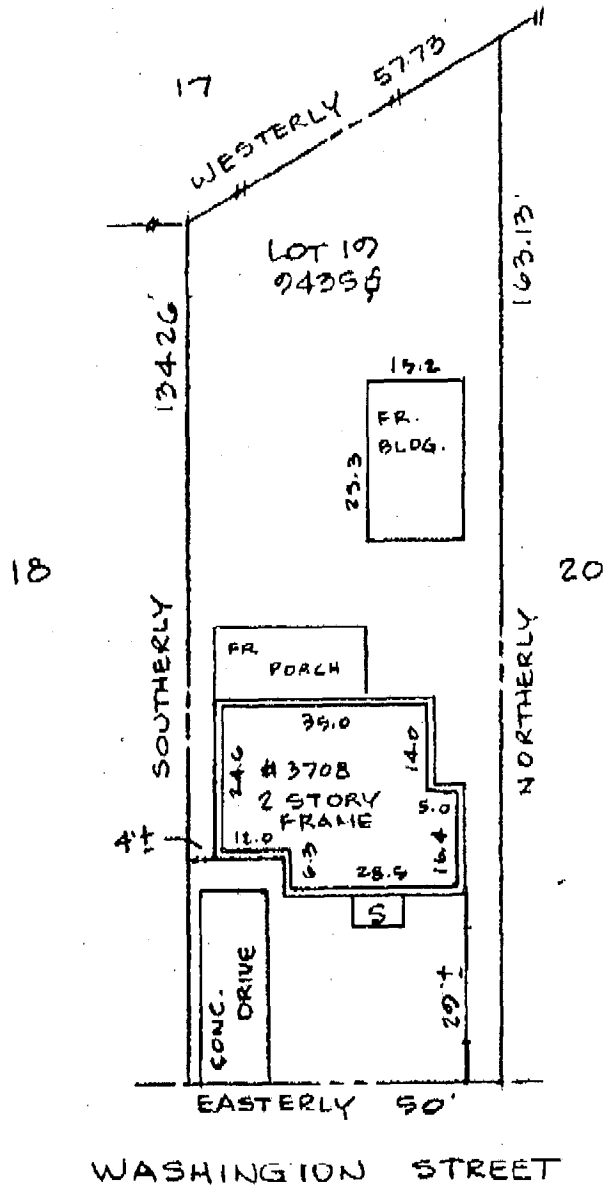 17
WESTERLY 57.73
LOT 19
9435
134.26'
163.13'
15.2
FR.
BLDG.
23.3
18
20
SOUTHERLY
NORTHERLY
FR.
PORCH
35.0
24.6
14.0
# 3708
2 STORY
FRAME
5.0
12.0
6.3
28.5
16.4
4'±
S
CONC.
DRIVE
29'±
EASTERLY 50'
WASHINGTON STREET